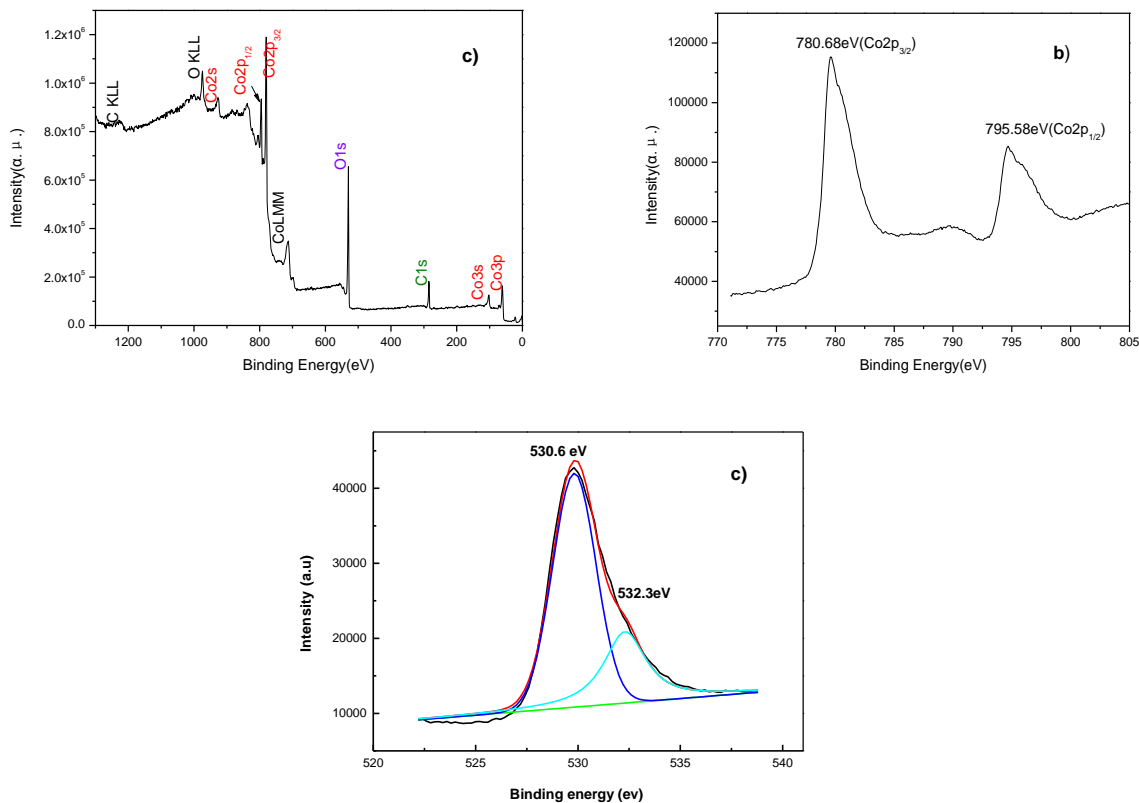 c)
C KLL
O KLL
Co2s
Co2p1/2
Co2p3/2
CoLMM
O1s
C1s
Co3s
Co3p
Intensity(α. μ .)
1.2x10⁶
1.0x10⁶
8.0x10⁵
6.0x10⁵
4.0x10⁵
2.0x10⁵
0.0
1200 1000 800 600 400 200 0
Binding Energy(eV)
b)
780.68eV(Co2p3/2)
795.58eV(Co2p1/2)
Intensity(α. μ .)
120000
100000
80000
60000
40000
770 775 780 785 790 795 800 805
Binding Energy(eV)
c)
530.6 eV
532.3eV
Intensity (a.u)
40000
30000
20000
10000
520 525 530 535 540
Binding energy (ev)